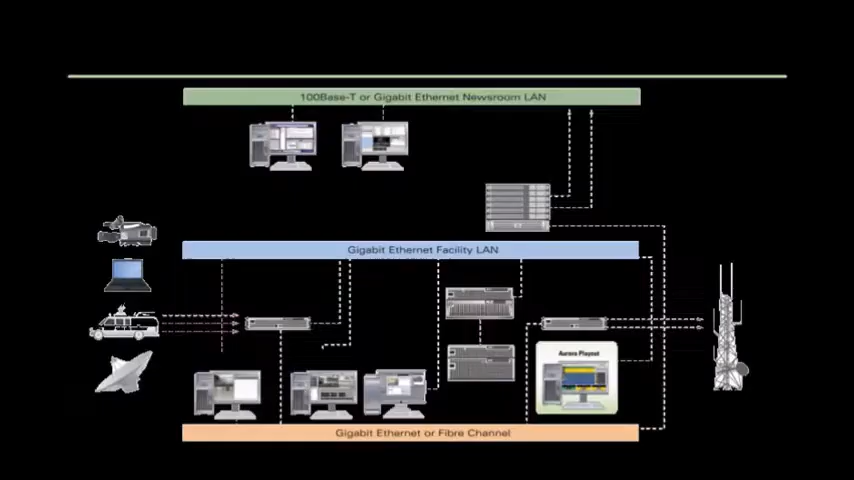 100Base-T or Gigabit Ethernet Newsroom LAN
Gigabit Ethernet Facility LAN
Aurora Playout
Gigabit Ethernet or Fibre Channel